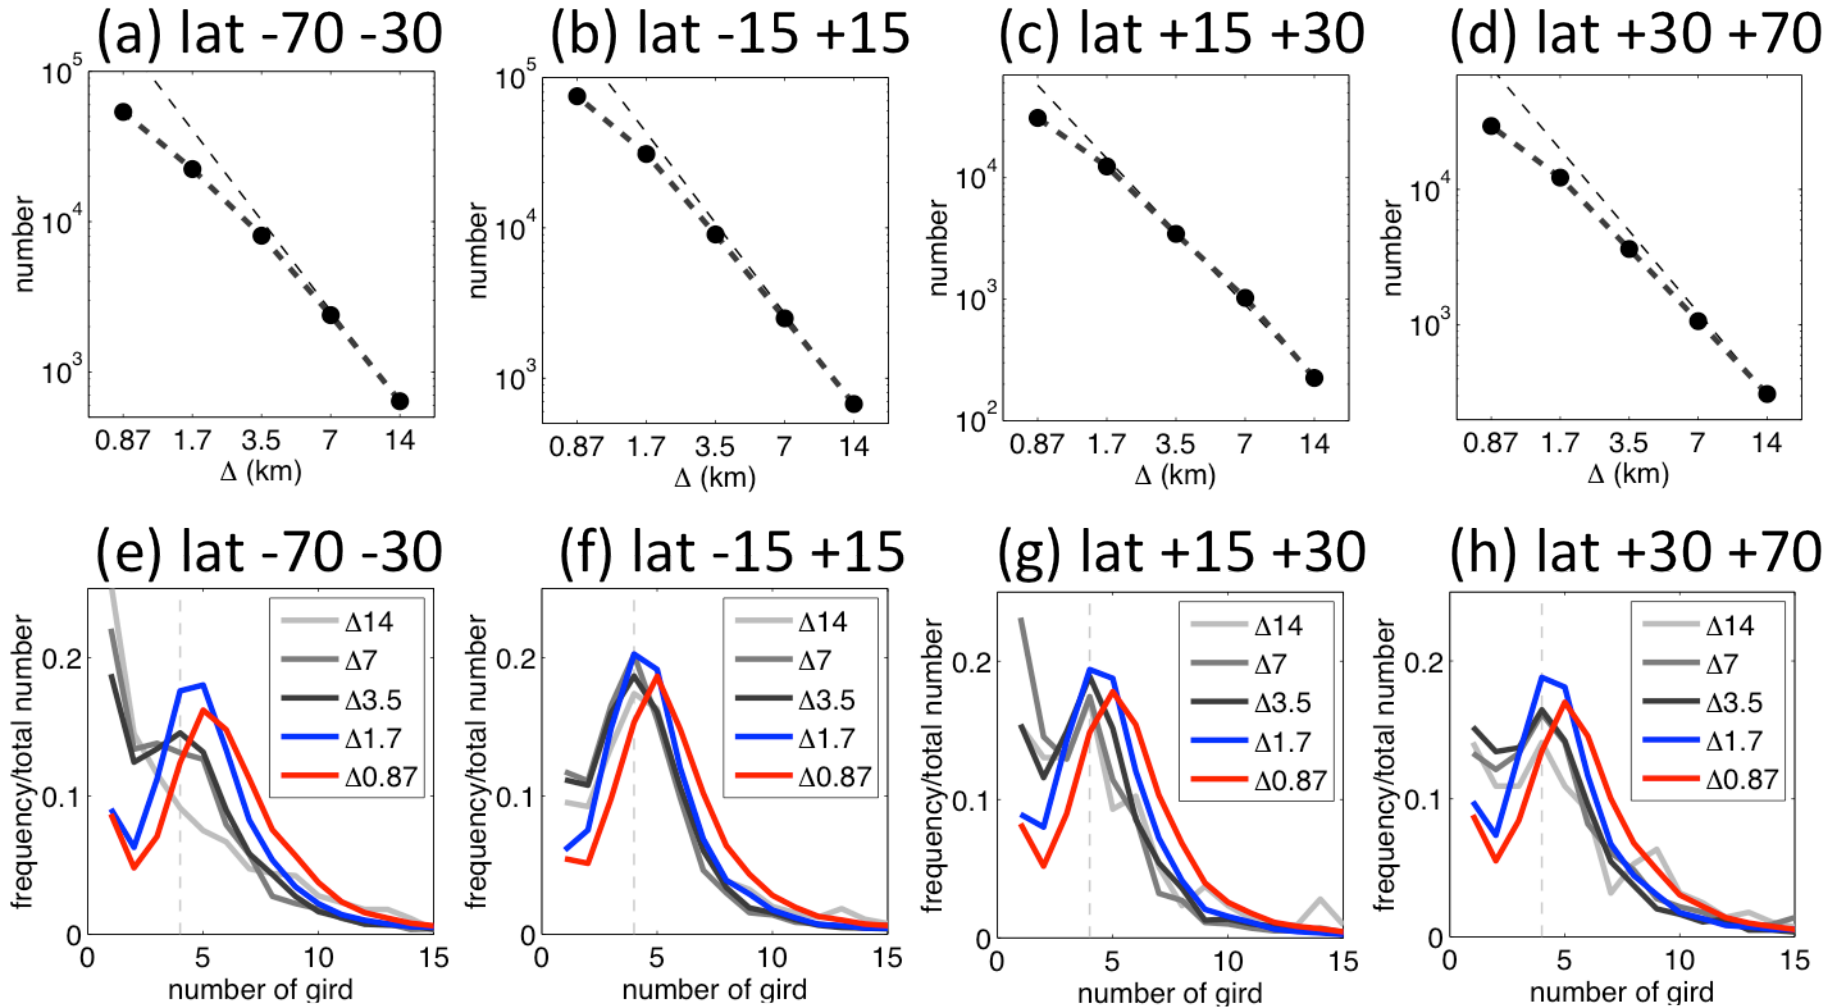 (a) lat -70 -30
(b) lat -15 +15
(c) lat +15 +30
(d) lat +30 +70
10^5
10^4
10^3
number
0.87 1.7 3.5 7 14
Δ (km)
10^5
10^4
10^3
number
0.87 1.7 3.5 7 14
Δ (km)
10^4
10^3
10^2
number
0.87 1.7 3.5 7 14
Δ (km)
10^4
10^3
number
0.87 1.7 3.5 7 14
Δ (km)
(e) lat -70 -30
(f) lat -15 +15
(g) lat +15 +30
(h) lat +30 +70
frequency/total number
0.2
0.1
0
Δ14
Δ7
Δ3.5
Δ1.7
Δ0.87
0 5 10 15
number of gird
frequency/total number
0.2
0.1
0
Δ14
Δ7
Δ3.5
Δ1.7
Δ0.87
0 5 10 15
number of gird
frequency/total number
0.2
0.1
0
Δ14
Δ7
Δ3.5
Δ1.7
Δ0.87
0 5 10 15
number of gird
frequency/total number
0.2
0.1
0
Δ14
Δ7
Δ3.5
Δ1.7
Δ0.87
0 5 10 15
number of gird